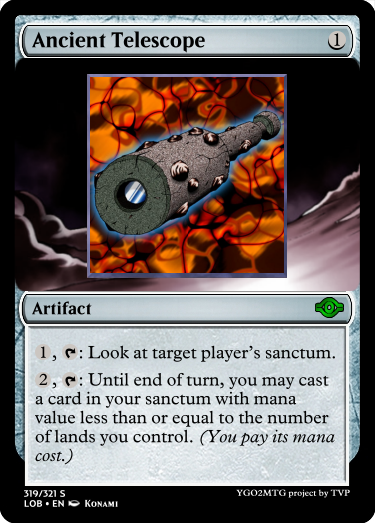 Ancient Telescope 1
Artifact
1 , : Look at target player's sanctum.
2 , : Until end of turn, you may cast
a card in your sanctum with mana
value less than or equal to the number
of lands you control. (You pay its mana
cost.)
319/321 S
LOB • EN Konami
YGO2MTG project by TVP